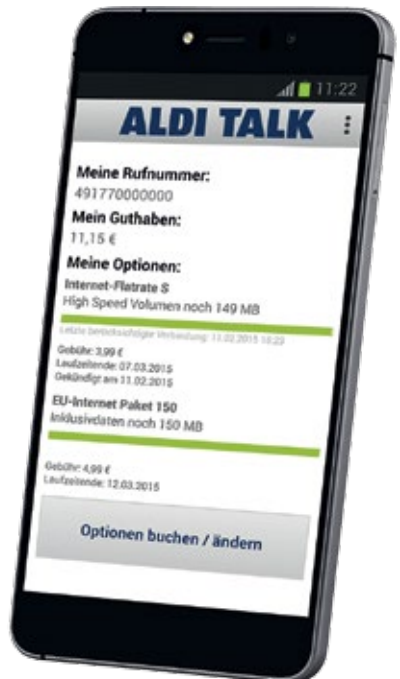 11:22
ALDI TALK
Meine Rufnummer:
491770000000
Mein Guthaben:
11,15 €
Meine Optionen:
Internet-Flatrate S
High Speed Volumen noch 149 MB
Letzte berücksichtigte Verbindung: 11.02.2015 10:23
Gebühr: 3,99 €
Laufzeitende: 07.03.2015
Gekündigt am 11.02.2015
EU-Internet Paket 150
Inklusivdaten noch 150 MB
Gebühr: 4,99 €
Laufzeitende: 12.03.2015
Optionen buchen / ändern